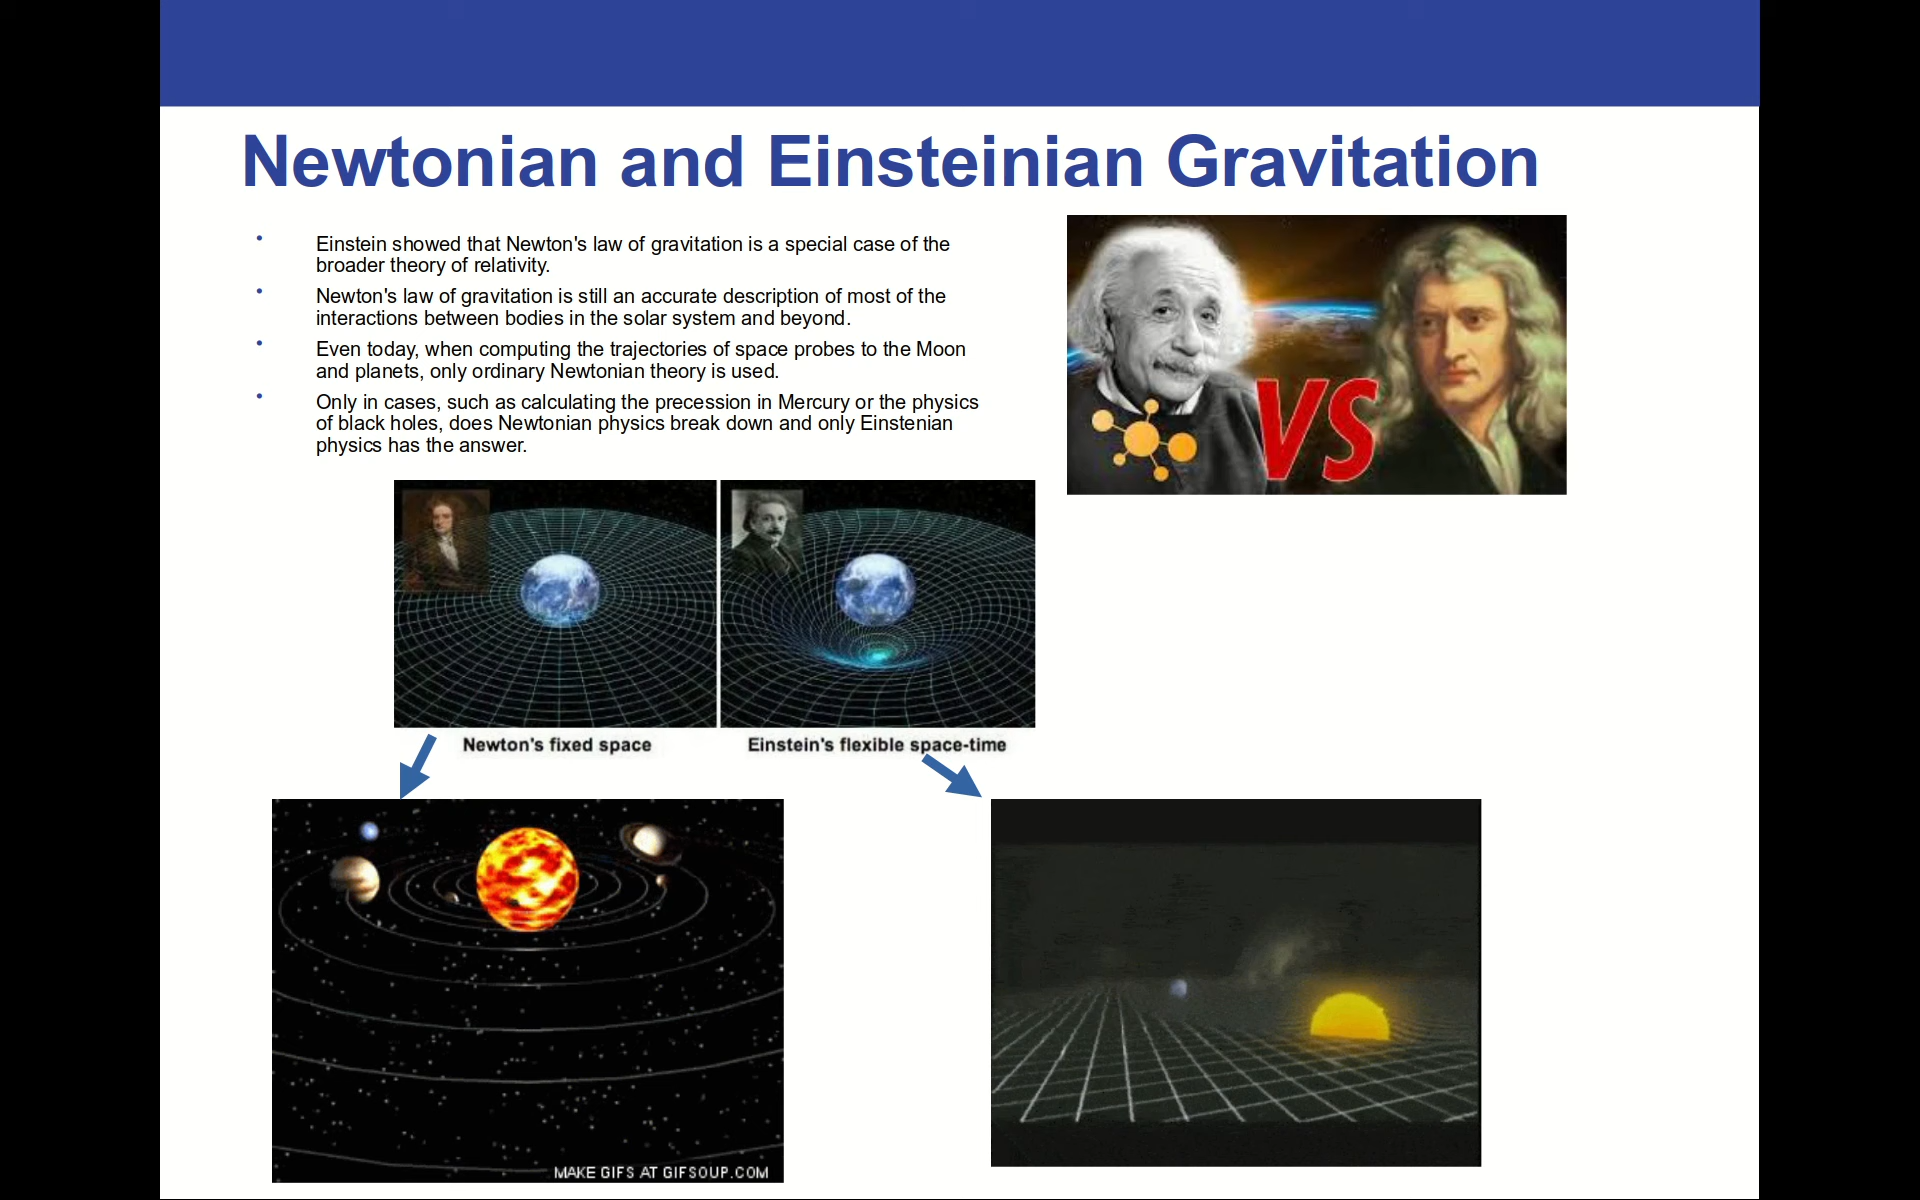 Newtonian and Einsteinian Gravitation
• Einstein showed that Newton's law of gravitation is a special case of the
broader theory of relativity.
• Newton's law of gravitation is still an accurate description of most of the
interactions between bodies in the solar system and beyond.
• Even today, when computing the trajectories of space probes to the Moon
and planets, only ordinary Newtonian theory is used.
• Only in cases, such as calculating the precession in Mercury or the physics
of black holes, does Newtonian physics break down and only Einstenian
physics has the answer.
VS
Newton's fixed space
Einstein's flexible space-time
MAKE GIFS AT GIFSOUP.COM